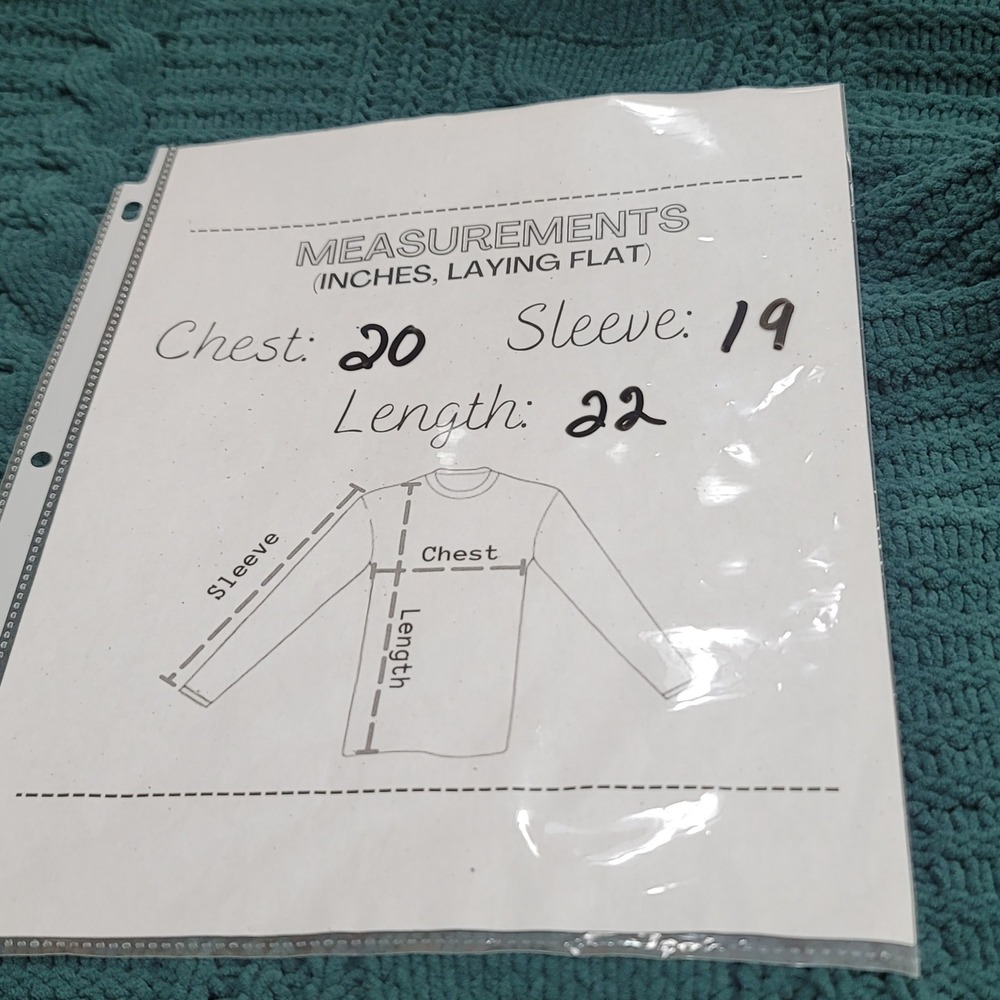 MEASUREMENTS
(INCHES, LAYING FLAT)
Chest: 20 Sleeve: 19
Length: 22
Sleeve
Chest
Length